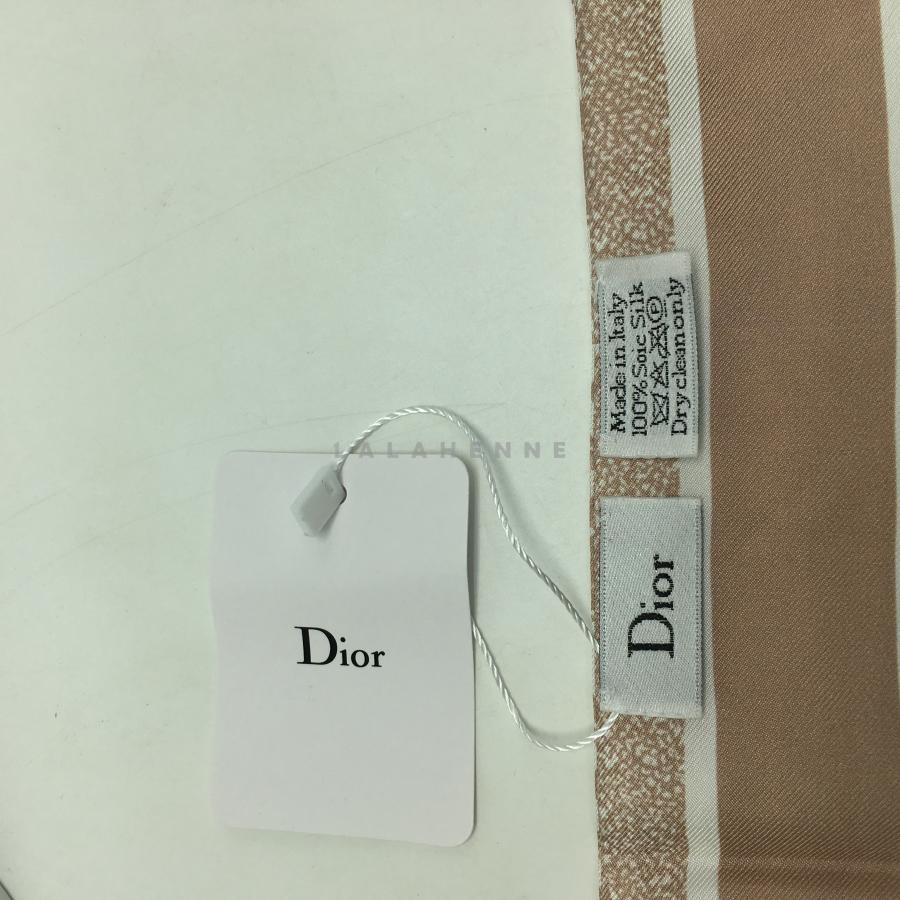 Made in Italy
100% Soie Silk
Dry clean only
Dior
Dior
LALAHENNE